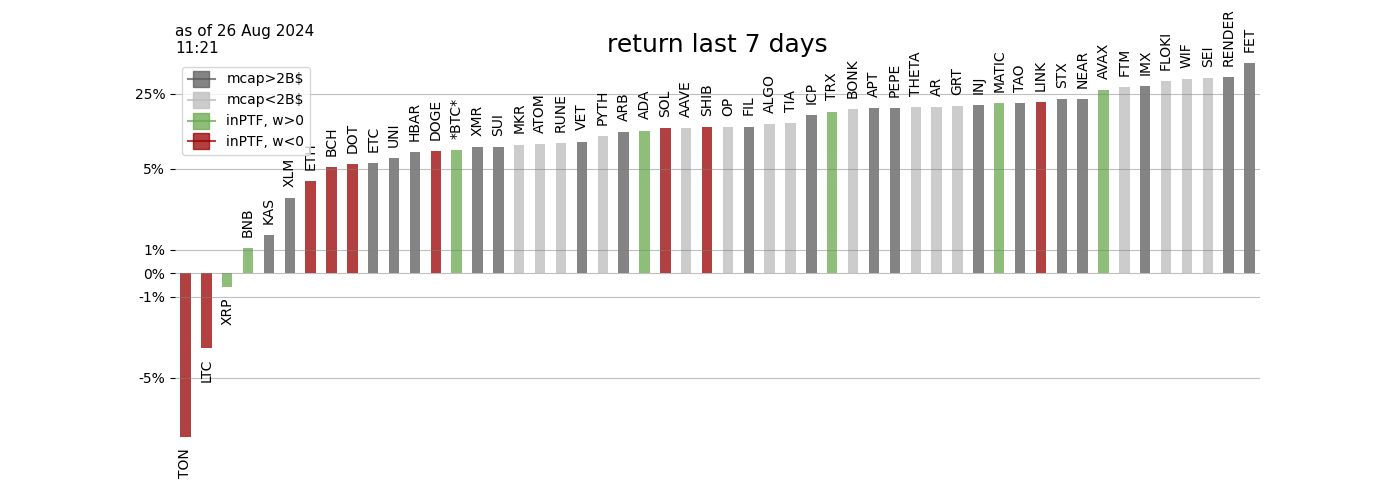 as of 26 Aug 2024
11:21
return last 7 days
mcap>2B$
mcap<2B$
inPTF, w>0
inPTF, w<0
25%
5%
1%
0%
-1%
-5%
TON
LTC
XRP
BNB
KAS
XLM
ETH
BCH
DOT
ETC
UNI
HBAR
DOGE
*BTC*
XMR
SUI
MKR
ATOM
RUNE
VET
PYTH
ARB
ADA
SOL
AAVE
SHIB
OP
FIL
ALGO
TIA
ICP
TRX
BONK
APT
PEPE
THETA
AR
GRT
INJ
MATIC
TAO
LINK
STX
NEAR
AVAX
FTM
IMX
FLOKI
WIF
SEI
RENDER
FET